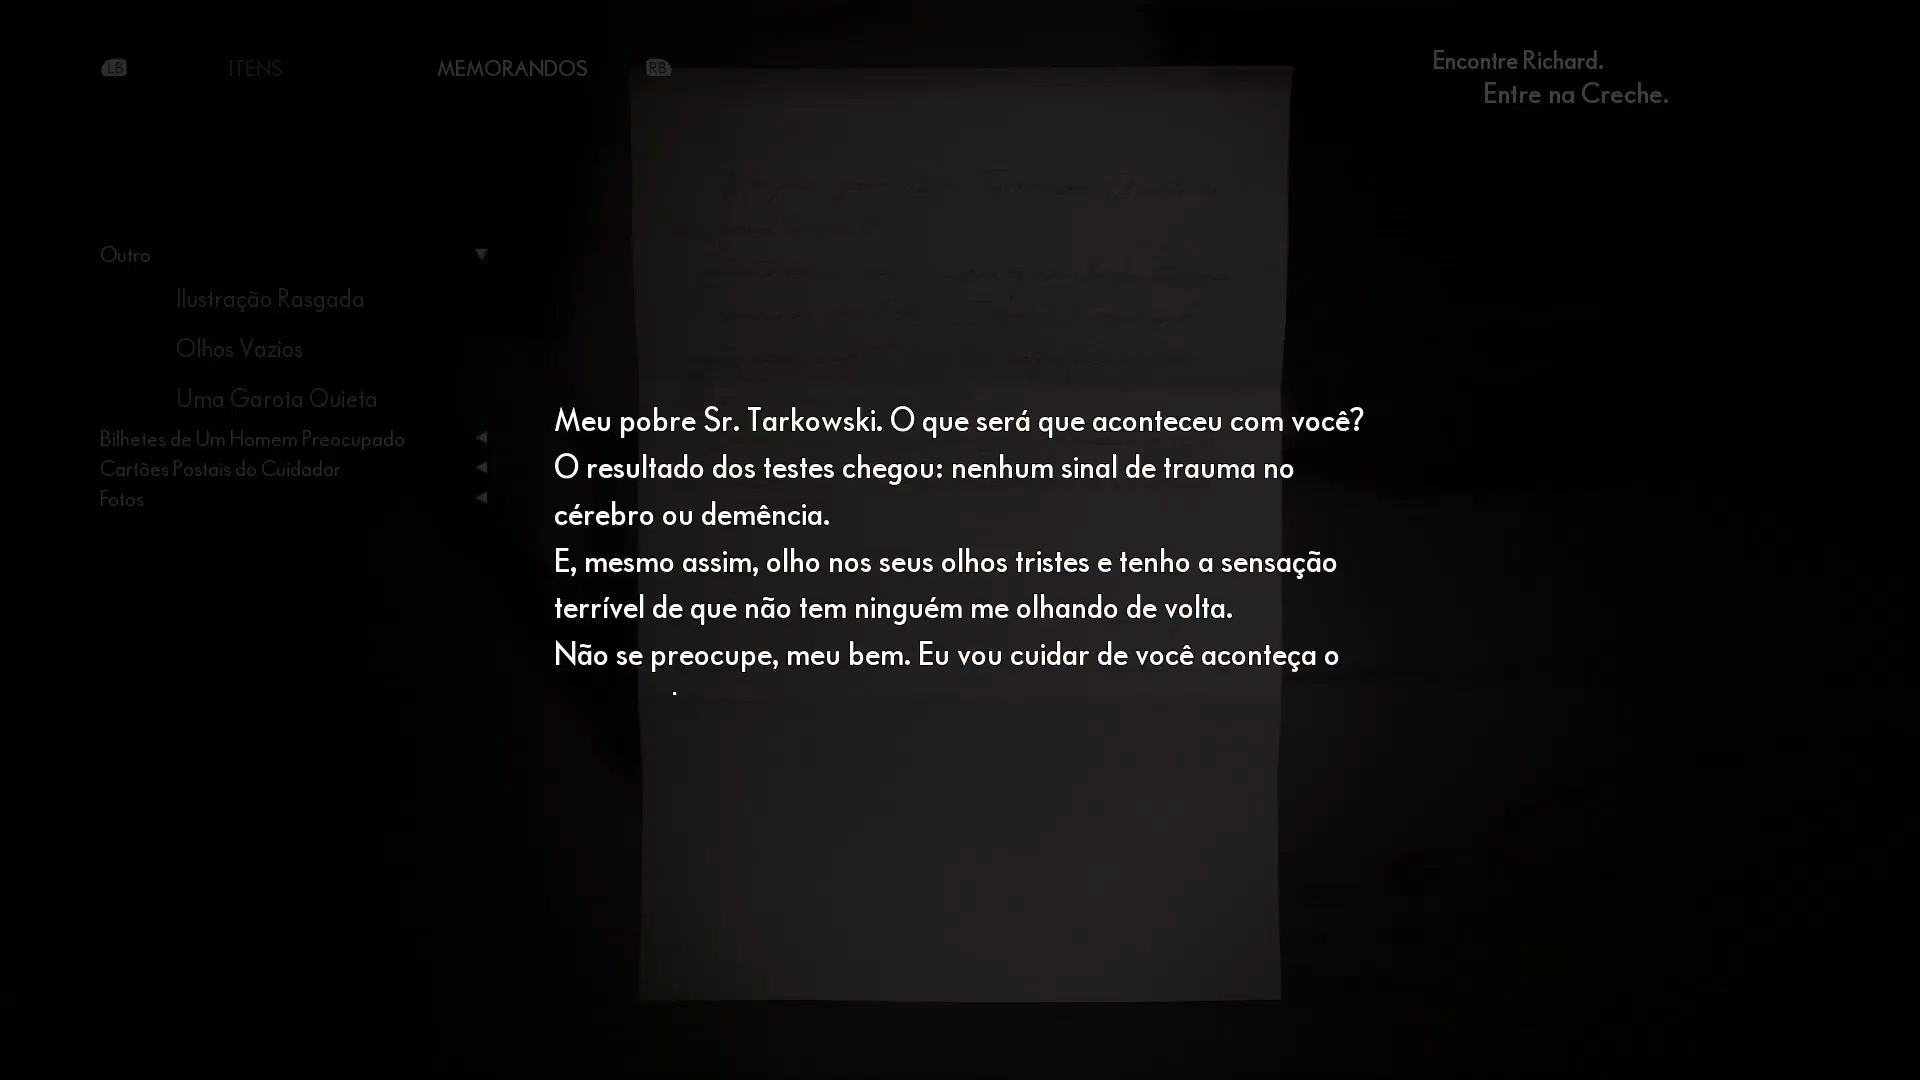 LB
ITENS
MEMORANDOS
RB
Encontre Richard.
Entre na Creche.
Outro
Ilustração Rasgada
Olhos Vazios
Uma Garota Quieta
Bilhetes de Um Homem Preocupado
Cartões Postais do Cuidador
Fotos
Meu pobre Sr. Tarkowski. O que será que aconteceu com você?
O resultado dos testes chegou: nenhum sinal de trauma no
cérebro ou demência.
E, mesmo assim, olho nos seus olhos tristes e tenho a sensação
terrível de que não tem ninguém me olhando de volta.
Não se preocupe, meu bem. Eu vou cuidar de você aconteça o